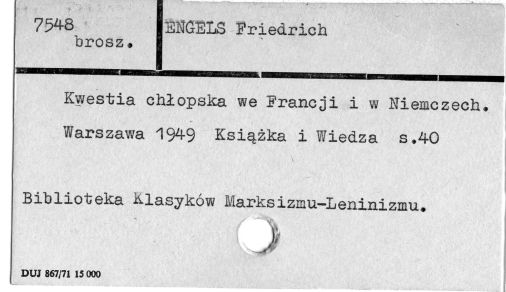 7548
brosz.
ENGELS Friedrich
Kwestia chłopska we Francji i w Niemczech.
Warszawa 1949 Książka i Wiedza s.40
Biblioteka Klasyków Marksizmu-Leninizmu.
DUJ 867/71 15 000